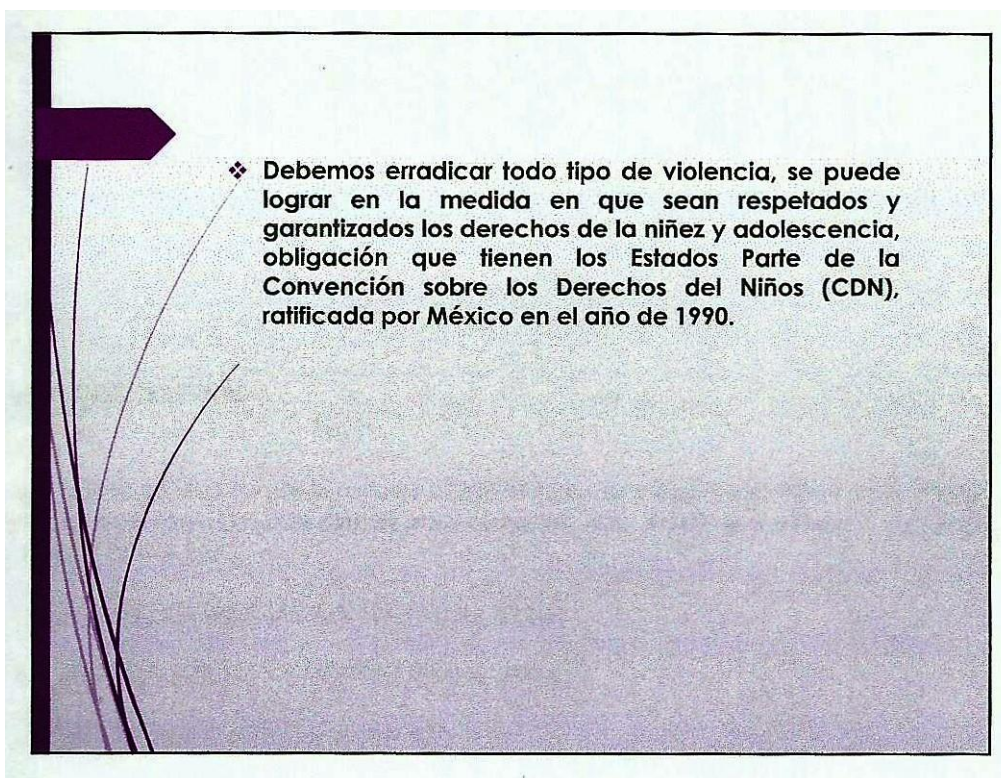 ❖ Debemos erradicar todo tipo de violencia, se puede
lograr en la medida en que sean respetados y
garantizados los derechos de la niñez y adolescencia,
obligación que tienen los Estados Parte de la
Convención sobre los Derechos del Niños (CDN),
ratificada por México en el año de 1990.